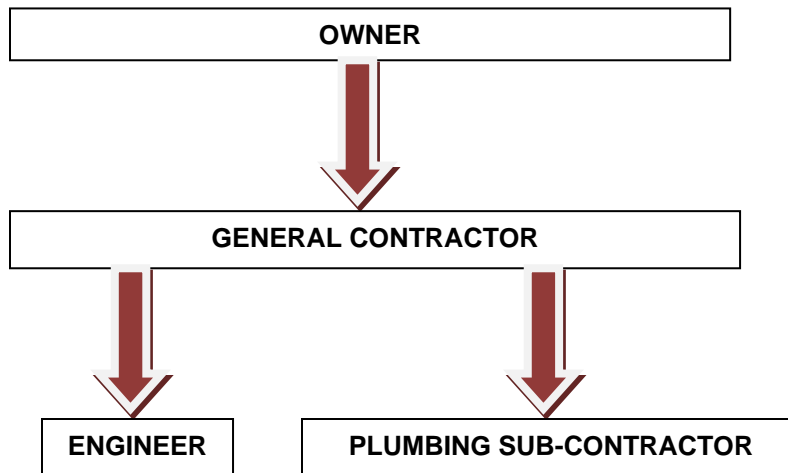 OWNER
GENERAL CONTRACTOR
ENGINEER
PLUMBING SUB-CONTRACTOR